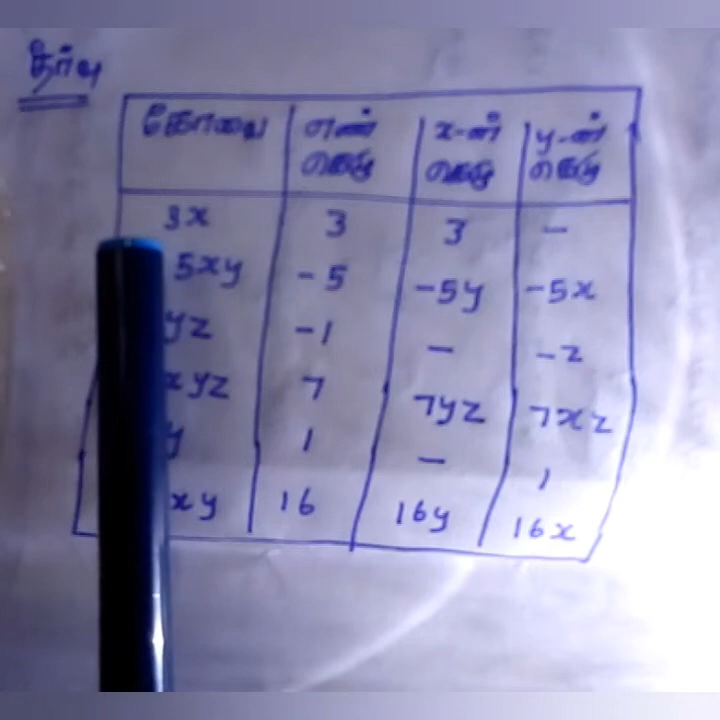 தீர்வு
கோவை எண் கெழு x-ன் கெழு y-ன் கெழு
3x 3 3 –
5xy -5 -5y -5x
yz -1 – -z
xyz 7 7yz 7xz
y 1 – 1
xy 16 16y 16x